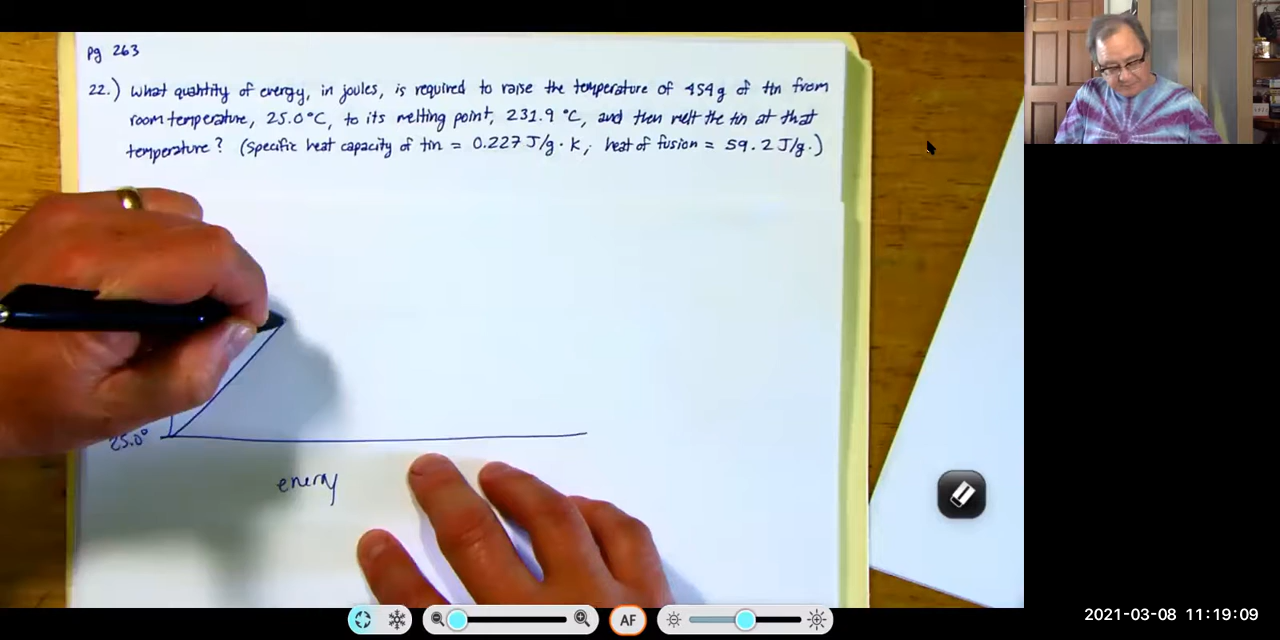 pg 263
22.) What quantity of energy, in joules, is required to raise the temperature of 454g of tin from
room temperature, 25.0°C, to its melting point, 231.9 °C, and then melt the tin at that
temperature? (Specific heat capacity of tin = 0.227 J/g·K; heat of fusion = 59.2 J/g.)
25.0°
energy
AF
2021-03-08 11:19:09